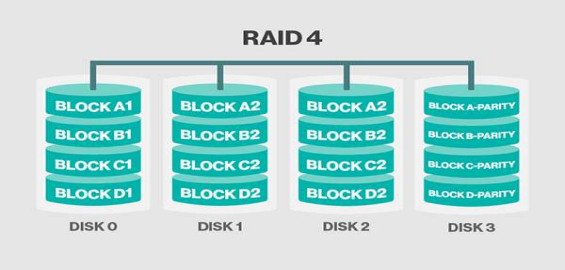 RAID 4
BLOCK A1 BLOCK A2 BLOCK A2 BLOCK A-PARITY
BLOCK B1 BLOCK B2 BLOCK B2 BLOCK B-PARITY
BLOCK C1 BLOCK C2 BLOCK C2 BLOCK C-PARITY
BLOCK D1 BLOCK D2 BLOCK D2 BLOCK D-PARITY
DISK 0 DISK 1 DISK 2 DISK 3